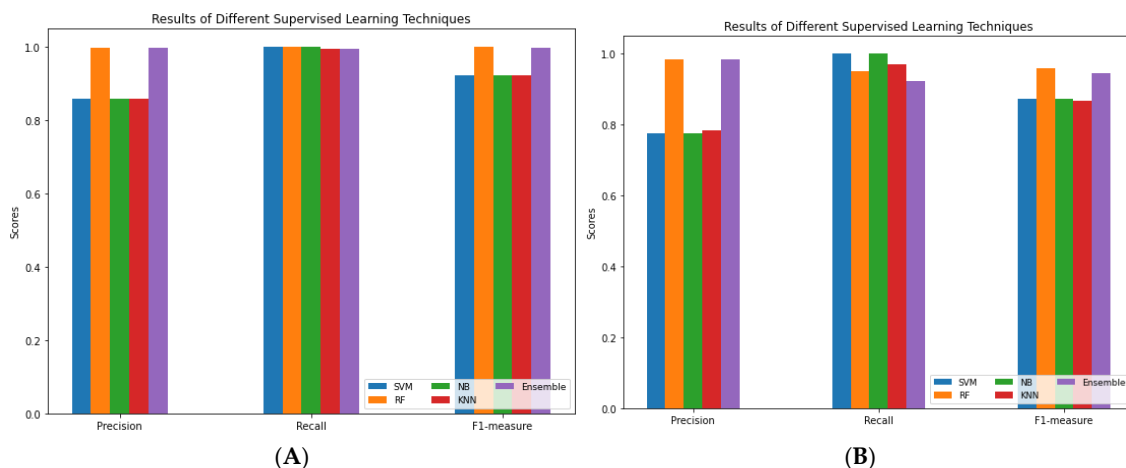 Results of Different Supervised Learning Techniques
1.0
0.8
0.6
0.4
0.2
0.0
Scores
Precision
Recall
F1-measure
SVM
RF
NB
KNN
Ensemble
(A)
Results of Different Supervised Learning Techniques
1.0
0.8
0.6
0.4
0.2
0.0
Scores
Precision
Recall
F1-measure
SVM
RF
NB
KNN
Ensemble
(B)